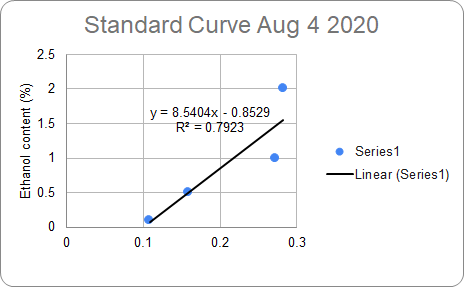 Standard Curve Aug 4 2020
2.5
2
1.5
1
0.5
0
Ethanol content (%)
y = 8.5404x - 0.8529
R² = 0.7923
0
0.1
0.2
0.3
Series1
Linear (Series1)